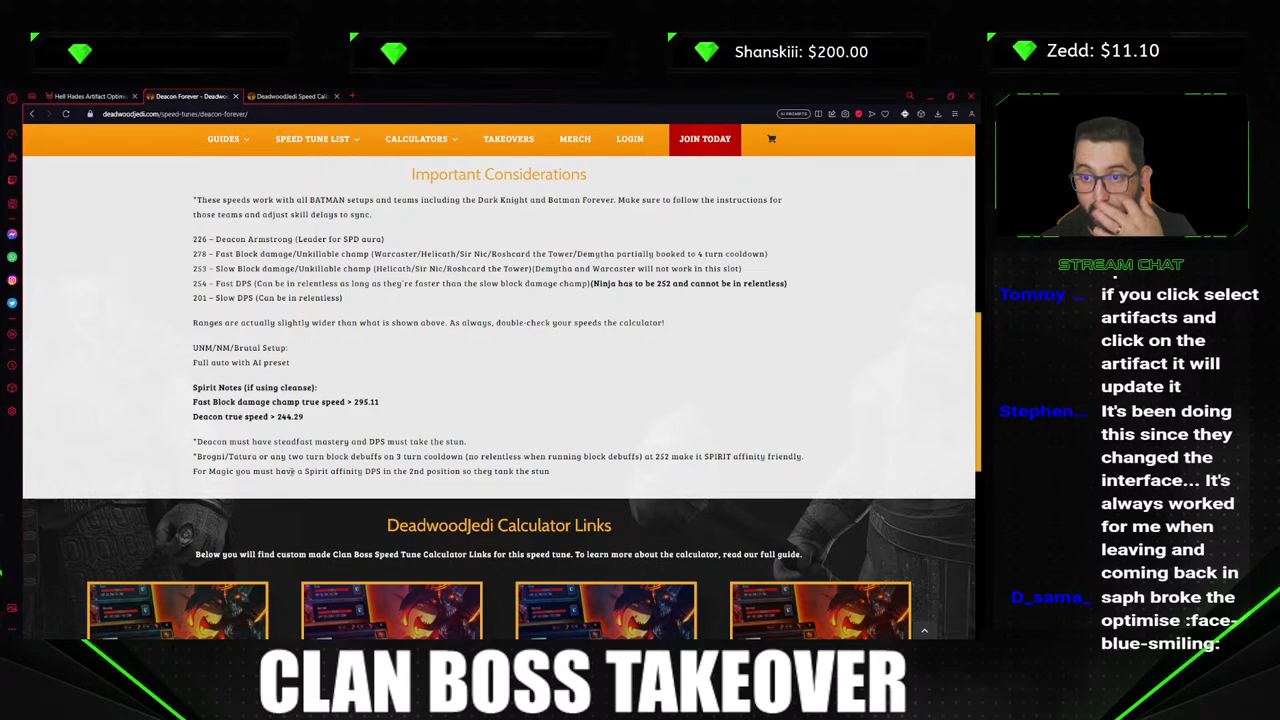 Shanskiii: $200.00
Zedd: $11.10
Hell Hades Artifact Optim
Deacon Forever - Deadwo
DeadwoodJedi Speed Calc
deadwoodjedi.com/speed-tunes/deacon-forever/
AI PROMPTS
GUIDES
SPEED TUNE LIST
CALCULATORS
TAKEOVERS
MERCH
LOGIN
JOIN TODAY
Important Considerations
*These speeds work with all BATMAN setups and teams including the Dark Knight and Batman Forever. Make sure to follow the instructions for
those teams and adjust skill delays to sync.
226 – Deacon Armstrong (Leader for SPD aura)
278 – Fast Block damage/Unkillable champ (Warcaster/Helicath/Sir Nic/Roshcard the Tower/Demytha partially booked to 4 turn cooldown)
253 – Slow Block damage/Unkillable champ (Helicath/Sir Nic/Roshcard the Tower)(Demytha and Warcaster will not work in this slot)
254 – Fast DPS (Can be in relentless as long as they're faster than the slow block damage champ)(Ninja has to be 252 and cannot be in relentless)
201 – Slow DPS (Can be in relentless)
Ranges are actually slightly wider than what is shown above. As always, double-check your speeds the calculator!
UNM/NM/Brutal Setup:
Full auto with AI preset
Spirit Notes (if using cleanse):
Fast Block damage champ true speed > 295.11
Deacon true speed > 244.29
*Deacon must have steadfast mastery and DPS must take the stun.
*Brogni/Tatura or any two turn block debuffs on 3 turn cooldown (no relentless when running block debuffs) at 252 make it SPIRIT affinity friendly.
For Magic you must have a Spirit affinity DPS in the 2nd position so they tank the stun
DeadwoodJedi Calculator Links
Below you will find custom made Clan Boss Speed Tune Calculator Links for this speed tune. To learn more about the calculator, read our full guide.
STREAM CHAT
Tommy ... if you click select
artifacts and
click on the
artifact it will
update it
Stephen... It's been doing
this since they
changed the
interface... It's
always worked
for me when
leaving and
coming back in
D_sama_ saph broke the
optimise :face-
blue-smiling:
CLAN BOSS TAKEOVER